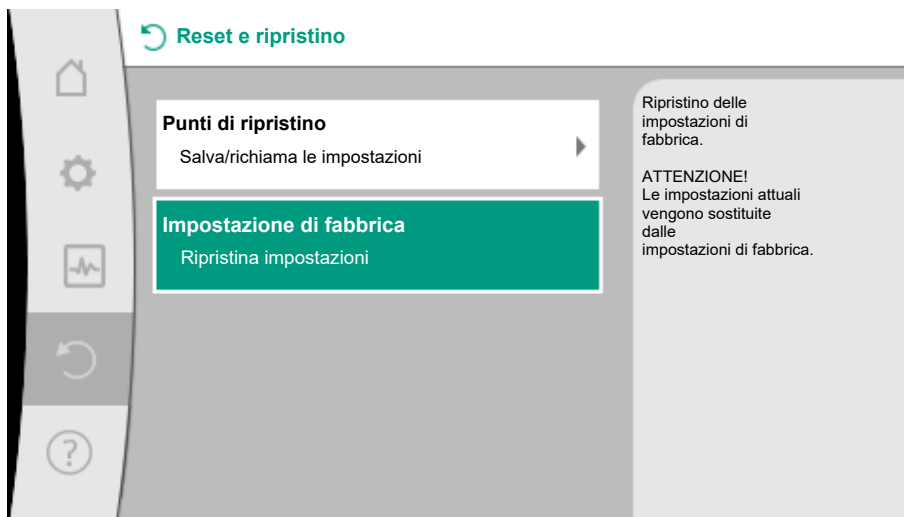 Reset e ripristino
Punti di ripristino
Salva/richiama le impostazioni
Impostazione di fabbrica
Ripristina impostazioni
Ripristino delle
impostazioni di
fabbrica.
ATTENZIONE!
Le impostazioni attuali
vengono sostituite
dalle
impostazioni di fabbrica.
?